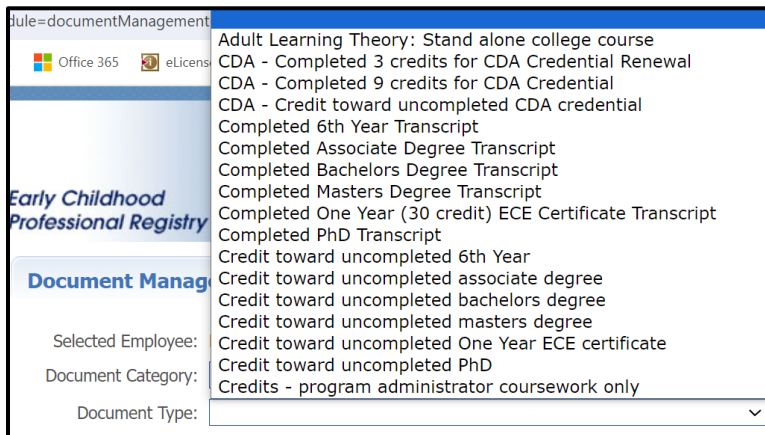 dule=documentManagement
Office 365 eLicens
Adult Learning Theory: Stand alone college course
CDA - Completed 3 credits for CDA Credential Renewal
CDA - Completed 9 credits for CDA Credential
CDA - Credit toward uncompleted CDA credential
Completed 6th Year Transcript
Completed Associate Degree Transcript
Completed Bachelors Degree Transcript
Completed Masters Degree Transcript
Completed One Year (30 credit) ECE Certificate Transcript
Completed PhD Transcript
Credit toward uncompleted 6th Year
Credit toward uncompleted associate degree
Credit toward uncompleted bachelors degree
Credit toward uncompleted masters degree
Credit toward uncompleted One Year ECE certificate
Credit toward uncompleted PhD
Credits - program administrator coursework only
Early Childhood
Professional Registry
Document Manag
Selected Employee:
Document Category:
Document Type: